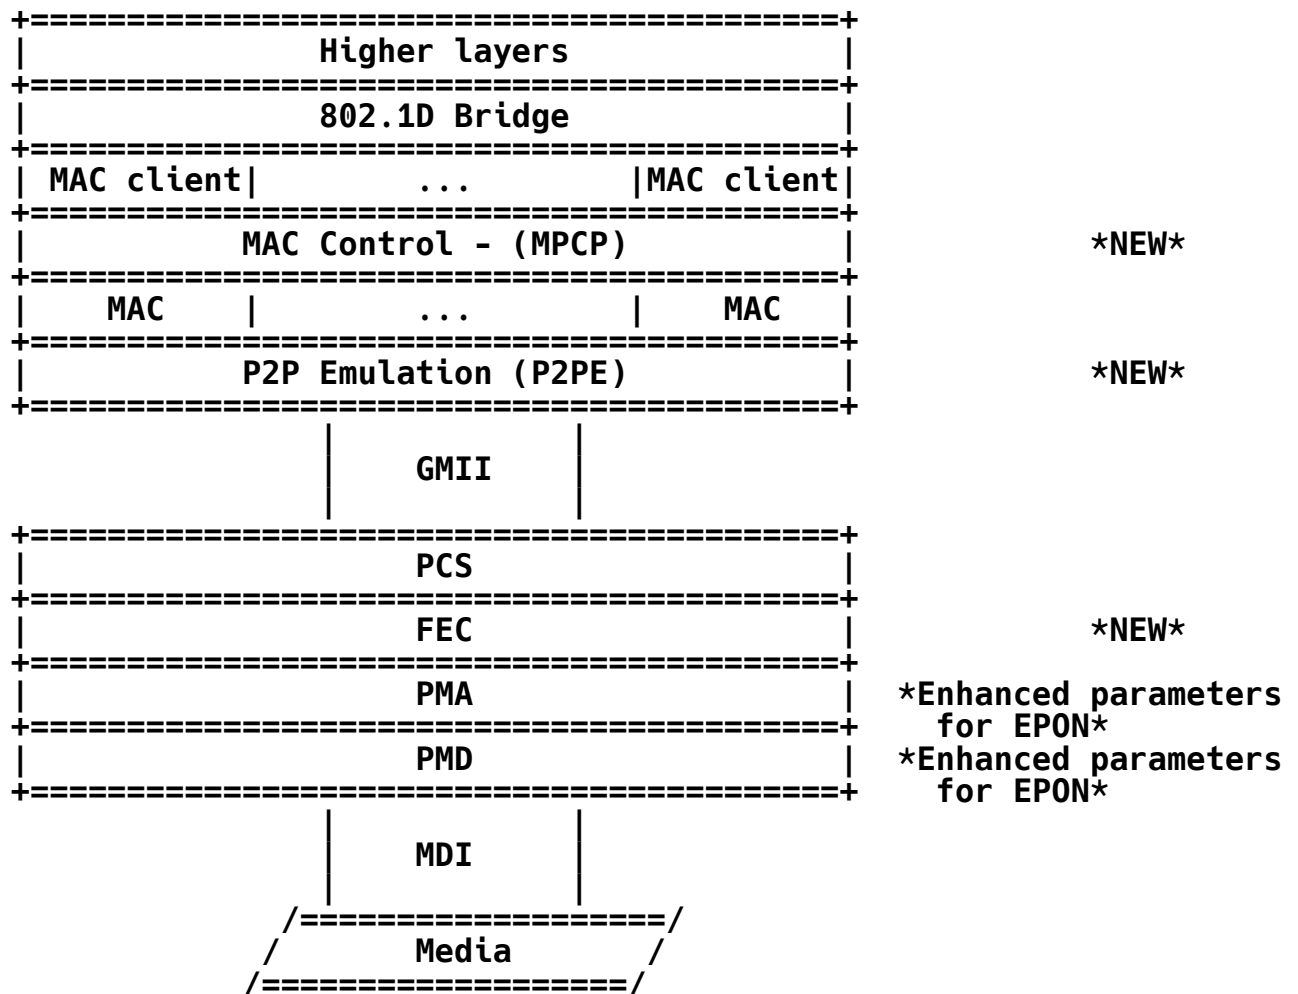 +==========================================+
|               Higher layers              |
+==========================================+
|               802.1D Bridge              |
+==========================================+
| MAC client|        ...        |MAC client|
+==========================================+
|           MAC Control - (MPCP)           |            *NEW*
+==========================================+
|    MAC    |        ...        |    MAC   |
+==========================================+
|           P2P Emulation (P2PE)           |            *NEW*
+==========================================+
                |            |
                |    GMII    |
                |            |
+==========================================+
|                    PCS                   |
+==========================================+
|                    FEC                   |            *NEW*
+==========================================+
|                    PMA                   |  *Enhanced parameters
+==========================================+    for EPON*
|                    PMD                   |  *Enhanced parameters
+==========================================+    for EPON*
                |            |
                |    MDI     |
                |            |
              /===================/
             /       Media       /
            /===================/